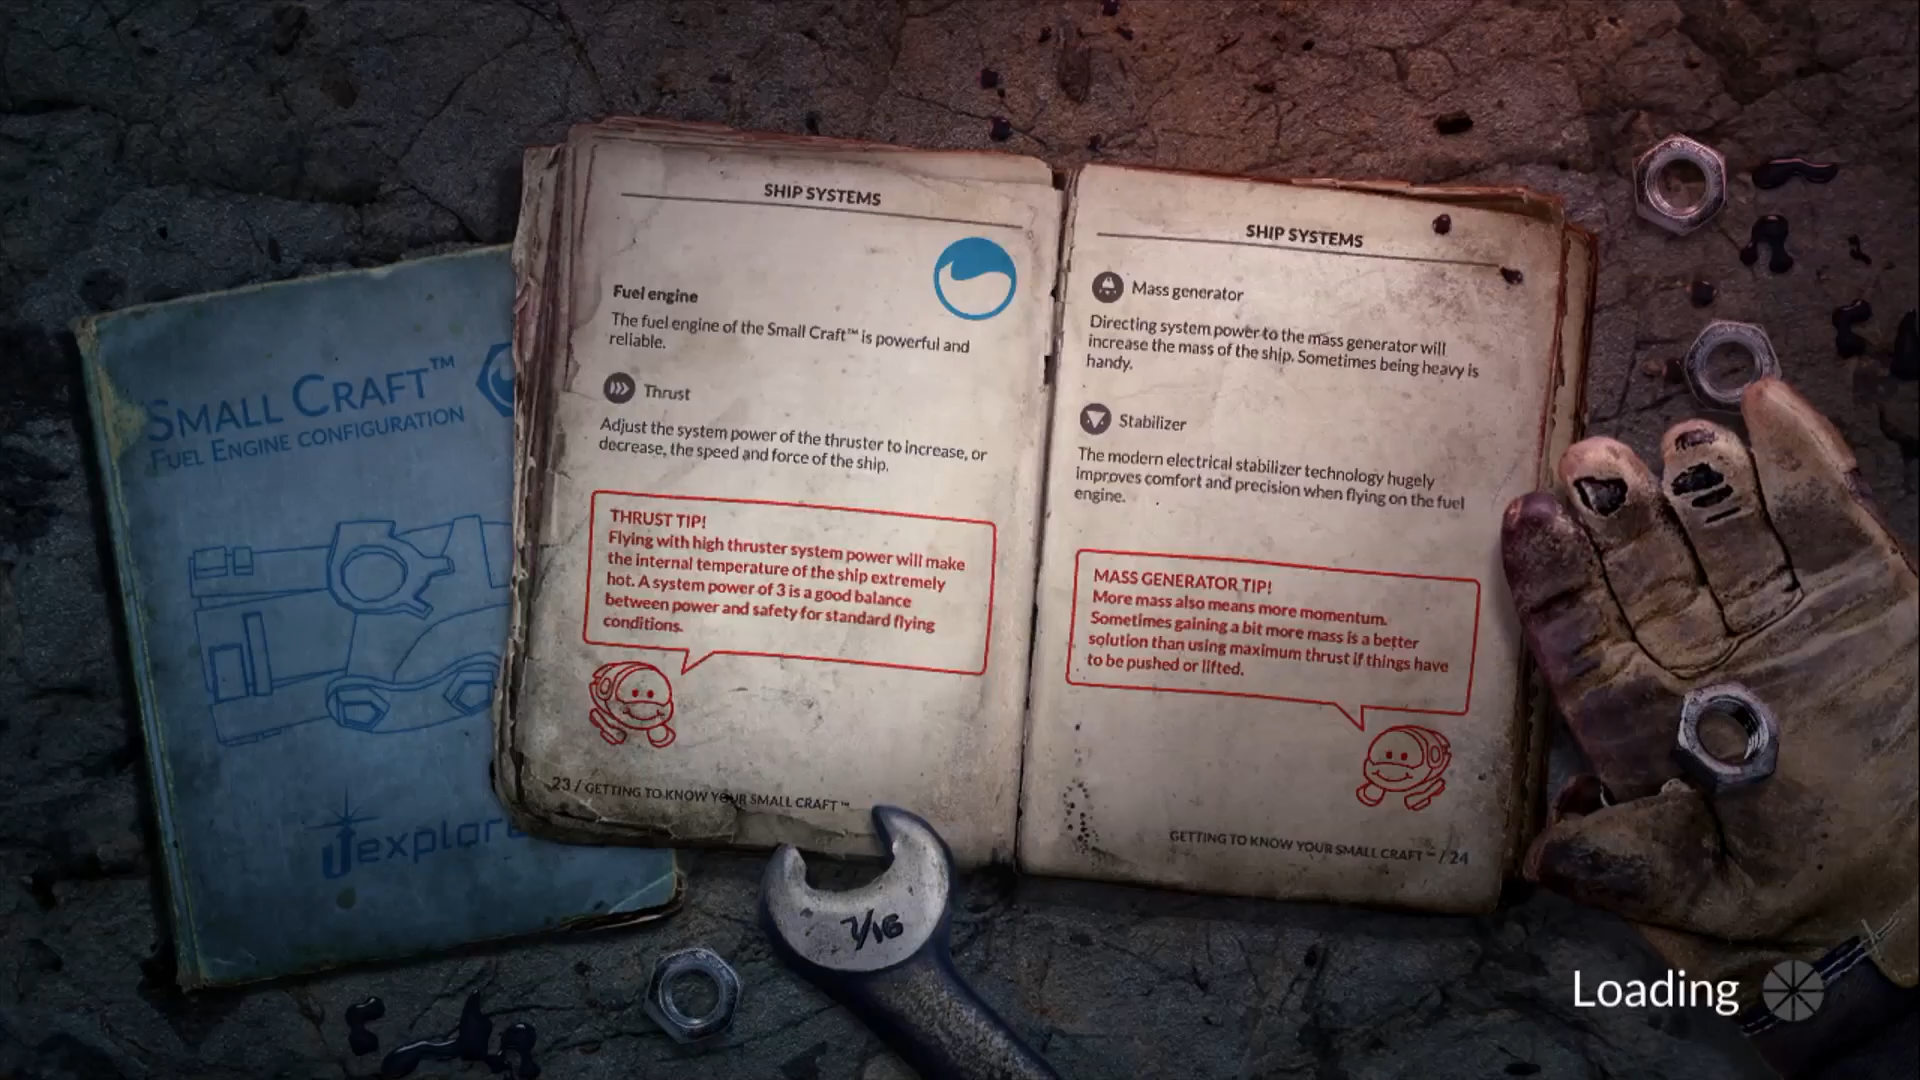 SMALL CRAFT™
FUEL ENGINE CONFIGURATION
SHIP SYSTEMS
Fuel engine
The fuel engine of the Small Craft™ is powerful and
reliable.
Thrust
Adjust the system power of the thruster to increase, or
decrease, the speed and force of the ship.
THRUST TIP!
Flying with high thruster system power will make
the internal temperature of the ship extremely
hot. A system power of 3 is a good balance
between power and safety for standard flying
conditions.
23 / GETTING TO KNOW YOUR SMALL CRAFT™
SHIP SYSTEMS
Mass generator
Directing system power to the mass generator will
increase the mass of the ship. Sometimes being heavy is
handy.
Stabilizer
The modern electrical stabilizer technology hugely
improves comfort and precision when flying on the fuel
engine.
MASS GENERATOR TIP!
More mass also means more momentum.
Sometimes gaining a bit more mass is a better
solution than using maximum thrust if things have
to be pushed or lifted.
GETTING TO KNOW YOUR SMALL CRAFT™ / 24
7/16
Loading